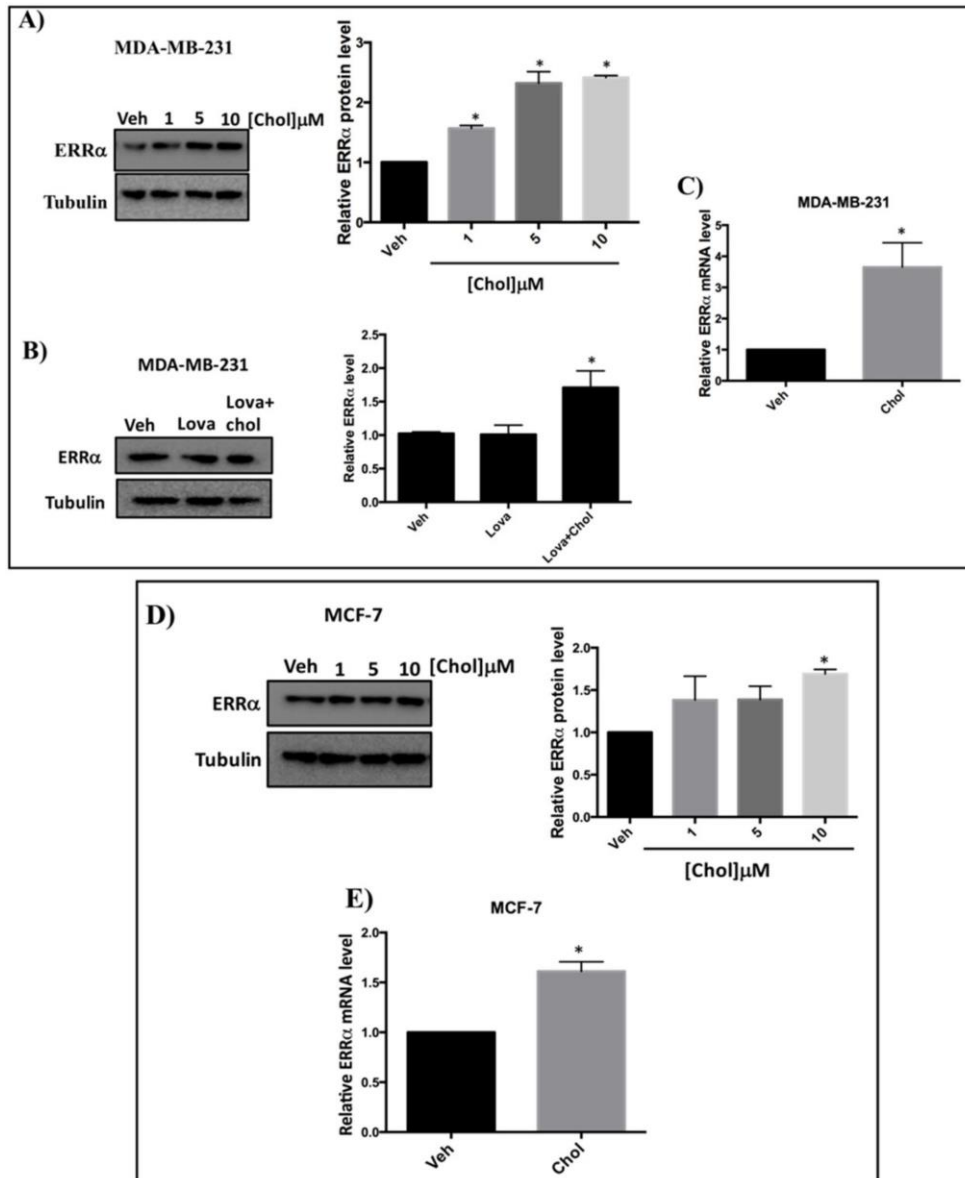 A)
MDA-MB-231
Veh 1 5 10 [Chol]µM
ERRα
Tubulin
Relative ERRα protein level
3
2
1
0
*
*
*
Veh
1
5
10
[Chol]µM
B)
MDA-MB-231
Veh Lova Lova+
chol
ERRα
Tubulin
Relative ERRα level
2.5
2.0
1.5
1.0
0.5
0.0
*
Veh
Lova
Lova+Chol
C)
MDA-MB-231
Relative ERRα mRNA level
5
4
3
2
1
0
*
Veh
Chol
D)
MCF-7
Veh 1 5 10 [Chol]µM
ERRα
Tubulin
Relative ERRα protein level
2.0
1.5
1.0
0.5
0.0
*
Veh
1
5
10
[Chol]µM
E)
MCF-7
Relative ERRα mRNA level
2.0
1.5
1.0
0.5
0.0
*
Veh
Chol